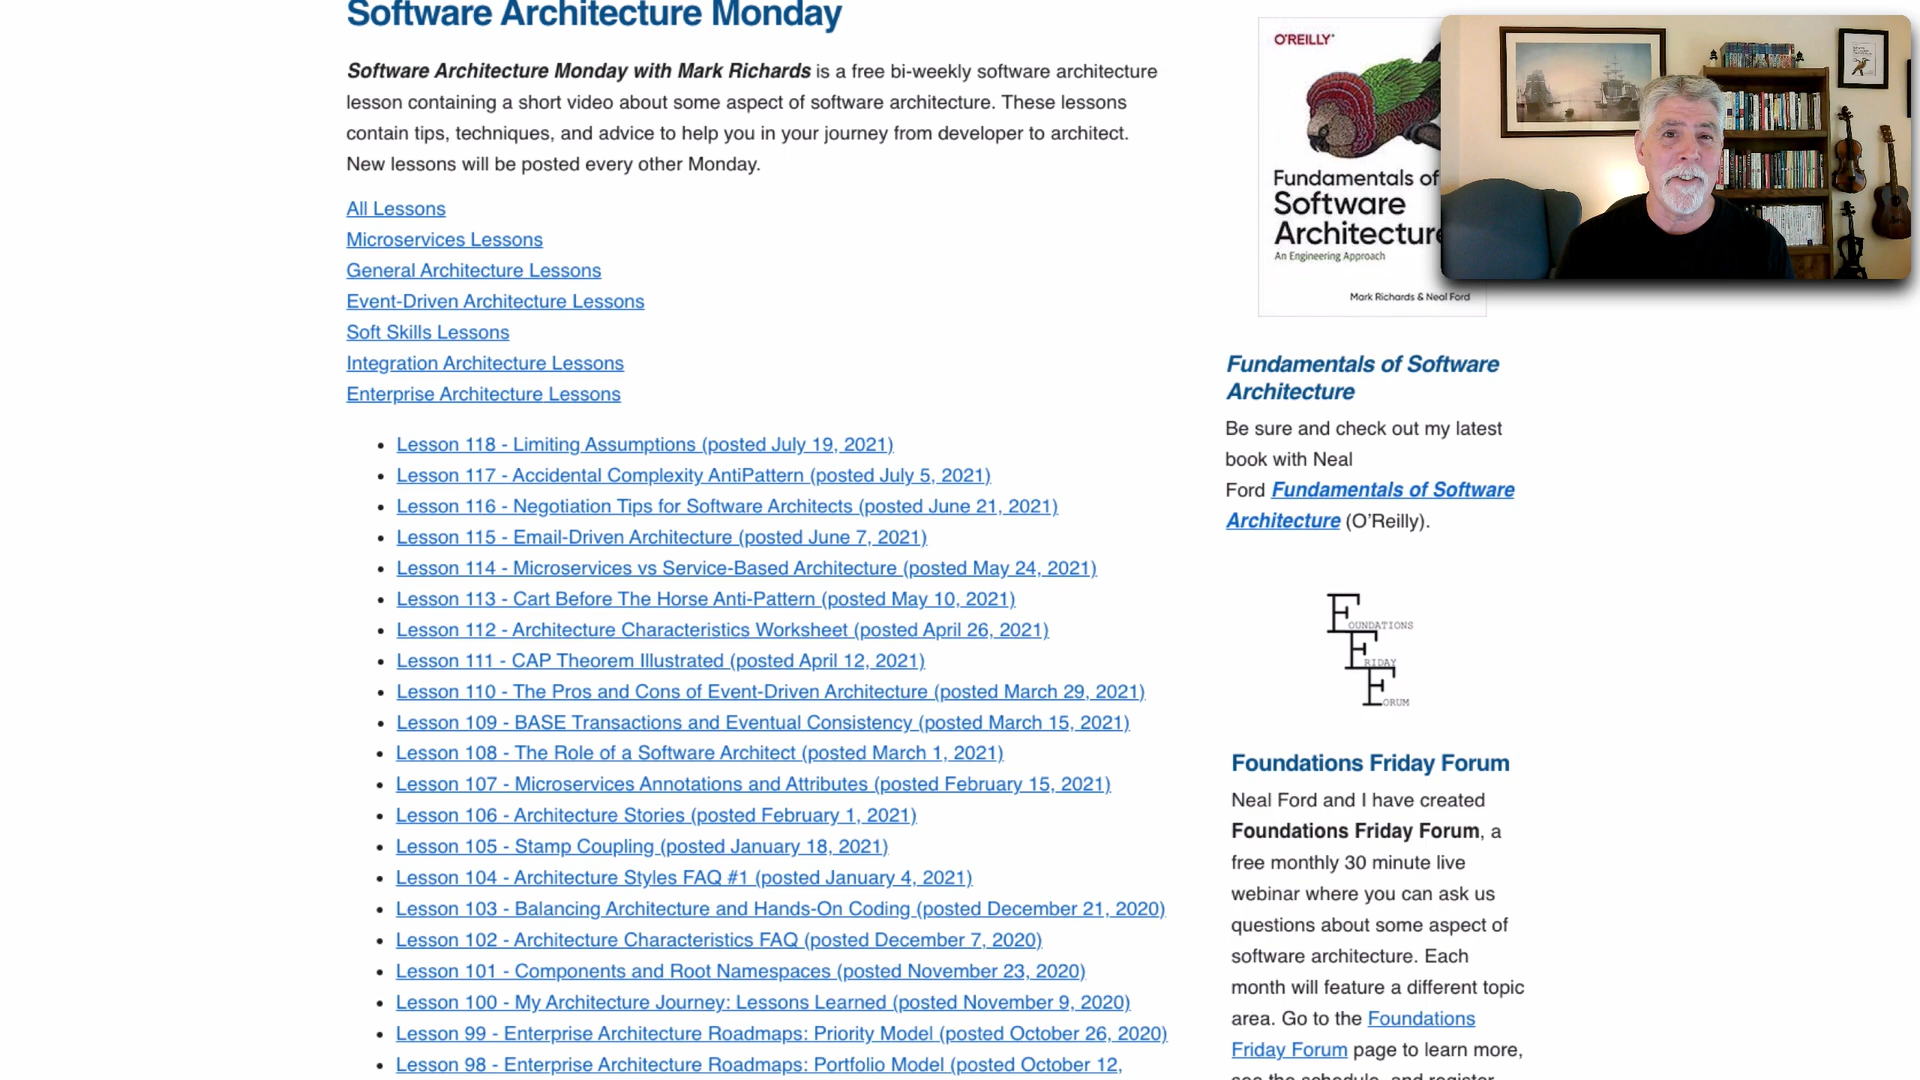 Software Architecture Monday
Software Architecture Monday with Mark Richards is a free bi-weekly software architecture
lesson containing a short video about some aspect of software architecture. These lessons
contain tips, techniques, and advice to help you in your journey from developer to architect.
New lessons will be posted every other Monday.
All Lessons
Microservices Lessons
General Architecture Lessons
Event-Driven Architecture Lessons
Soft Skills Lessons
Integration Architecture Lessons
Enterprise Architecture Lessons
• Lesson 118 - Limiting Assumptions (posted July 19, 2021)
• Lesson 117 - Accidental Complexity AntiPattern (posted July 5, 2021)
• Lesson 116 - Negotiation Tips for Software Architects (posted June 21, 2021)
• Lesson 115 - Email-Driven Architecture (posted June 7, 2021)
• Lesson 114 - Microservices vs Service-Based Architecture (posted May 24, 2021)
• Lesson 113 - Cart Before The Horse Anti-Pattern (posted May 10, 2021)
• Lesson 112 - Architecture Characteristics Worksheet (posted April 26, 2021)
• Lesson 111 - CAP Theorem Illustrated (posted April 12, 2021)
• Lesson 110 - The Pros and Cons of Event-Driven Architecture (posted March 29, 2021)
• Lesson 109 - BASE Transactions and Eventual Consistency (posted March 15, 2021)
• Lesson 108 - The Role of a Software Architect (posted March 1, 2021)
• Lesson 107 - Microservices Annotations and Attributes (posted February 15, 2021)
• Lesson 106 - Architecture Stories (posted February 1, 2021)
• Lesson 105 - Stamp Coupling (posted January 18, 2021)
• Lesson 104 - Architecture Styles FAQ #1 (posted January 4, 2021)
• Lesson 103 - Balancing Architecture and Hands-On Coding (posted December 21, 2020)
• Lesson 102 - Architecture Characteristics FAQ (posted December 7, 2020)
• Lesson 101 - Components and Root Namespaces (posted November 23, 2020)
• Lesson 100 - My Architecture Journey: Lessons Learned (posted November 9, 2020)
• Lesson 99 - Enterprise Architecture Roadmaps: Priority Model (posted October 26, 2020)
• Lesson 98 - Enterprise Architecture Roadmaps: Portfolio Model (posted October 12,
O'REILLY
Fundamentals of
Software
Architectur
An Engineering Approach
Mark Richards & Neal Ford
Fundamentals of Software
Architecture
Be sure and check out my latest
book with Neal
Ford Fundamentals of Software
Architecture (O'Reilly).
FOUNDATIONS
FRIDAY
FORUM
Foundations Friday Forum
Neal Ford and I have created
Foundations Friday Forum, a
free monthly 30 minute live
webinar where you can ask us
questions about some aspect of
software architecture. Each
month will feature a different topic
area. Go to the Foundations
Friday Forum page to learn more,
see the schedule, and register